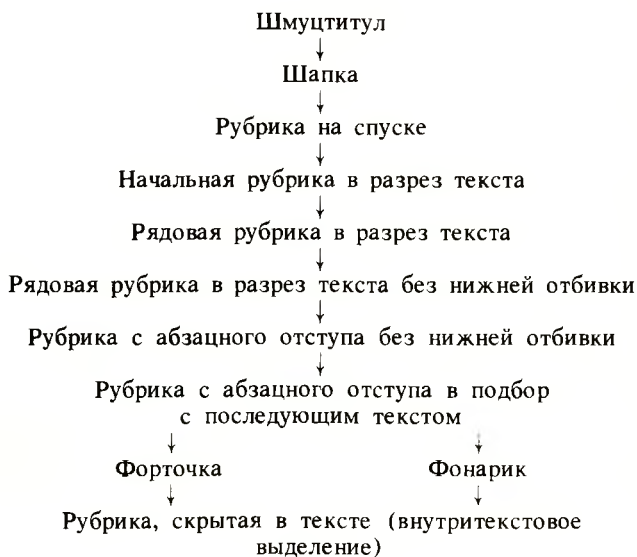 Шмуцтитул
Шапка
Рубрика на спуске
Начальная рубрика в разрез текста
Рядовая рубрика в разрез текста
Рядовая рубрика в разрез текста без нижней отбивки
Рубрика с абзацного отступа без нижней отбивки
Рубрика с абзацного отступа в подбор
с последующим текстом
Форточка Фонарик
Рубрика, скрытая в тексте (внутритекстовое
выделение)